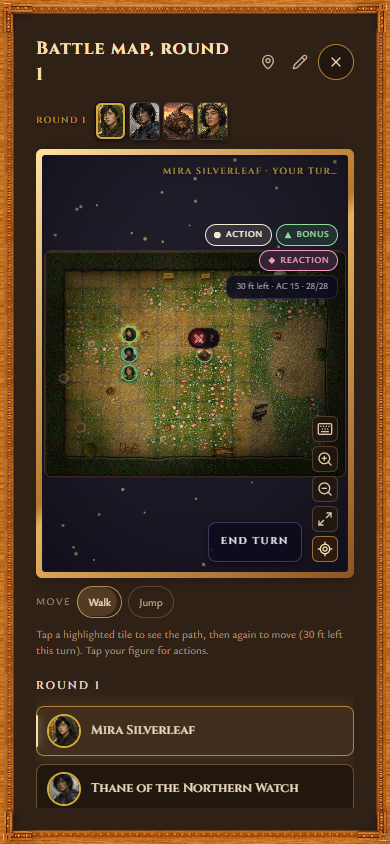 Battle map, round
1
ROUND 1
MIRA SILVERLEAF · YOUR TUR…
ACTION
BONUS
REACTION
30 ft left · AC 15 · 28/28
END TURN
MOVE
Walk
Jump
Tap a highlighted tile to see the path, then again to move (30 ft left
this turn). Tap your figure for actions.
ROUND 1
Mira Silverleaf
Thane of the Northern Watch